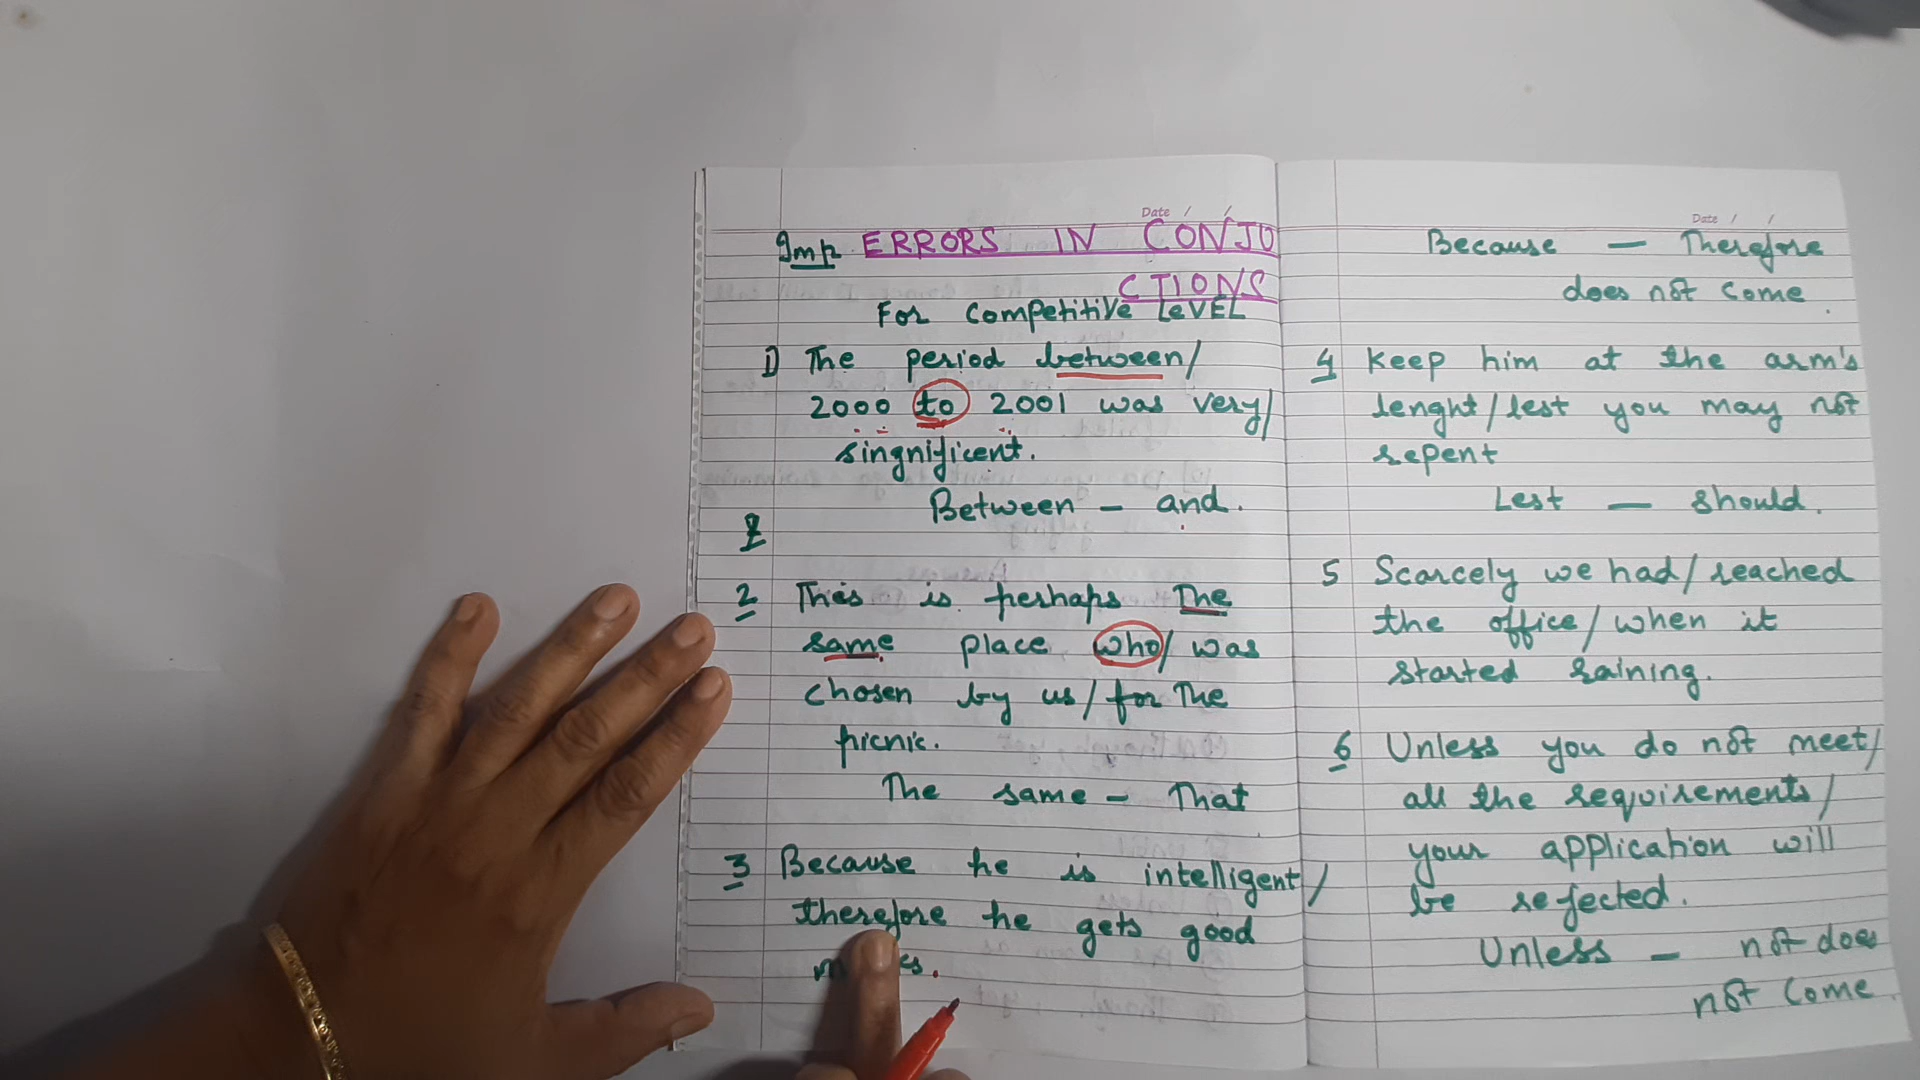 Date / /
Imp ERRORS IN CONJU
CTIONS
For Competitive LeVEL
1) The period between/
2000 to 2001 was very/
singnificent.
Between - and.
2 This is perhaps The
same place who/ was
chosen by us/ for The
picnic.
The same - That
3 Because he is intelligent/
therefore he gets good
Date / /
Because - Therefore
does not come.
4 Keep him at the arm's
lenght/lest you may not
repent
Lest - should.
5 Scarcely we had/reached
the office/when it
started raining.
6 Unless you do not meet/
all the requirements/
your application will
be rejected.
Unless - not does
not Come